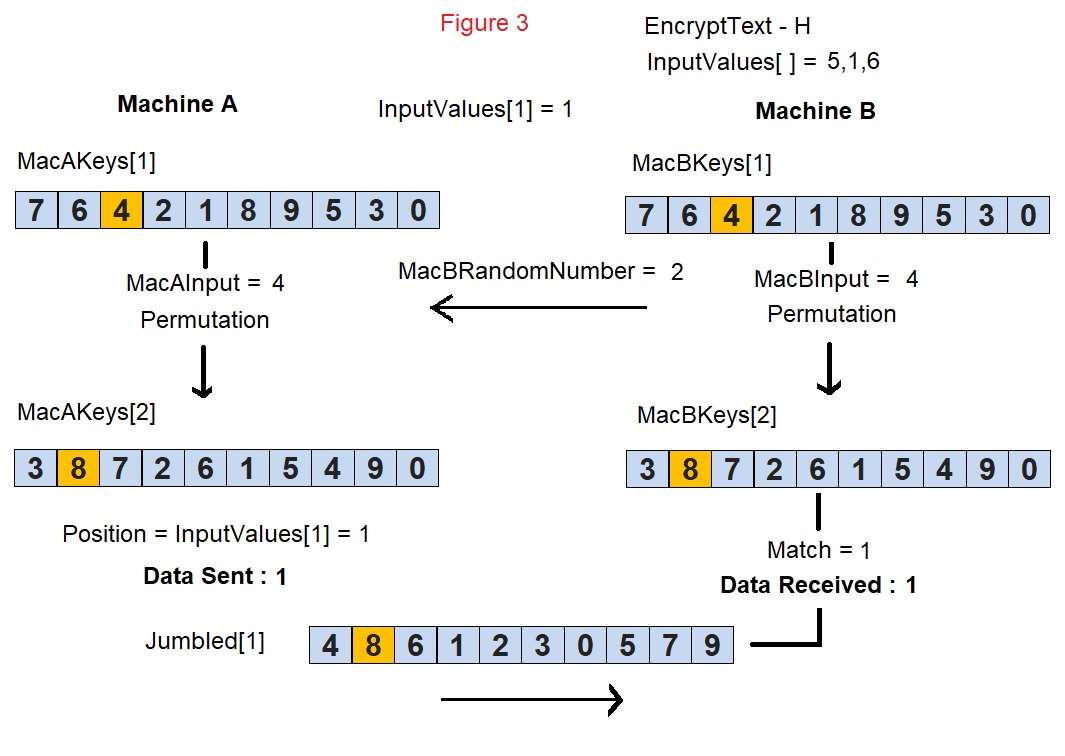 Figure 3
EncryptText - H
InputValues[ ] = 5,1,6
Machine A
InputValues[1] = 1
Machine B
MacAKeys[1]
MacBKeys[1]
7 6 4 2 1 8 9 5 3 0
7 6 4 2 1 8 9 5 3 0
MacAInput = 4
Permutation
MacBRandomNumber = 2
MacBInput = 4
Permutation
MacAKeys[2]
MacBKeys[2]
3 8 7 2 6 1 5 4 9 0
3 8 7 2 6 1 5 4 9 0
Position = InputValues[1] = 1
Data Sent : 1
Match = 1
Data Received : 1
Jumbled[1]
4 8 6 1 2 3 0 5 7 9